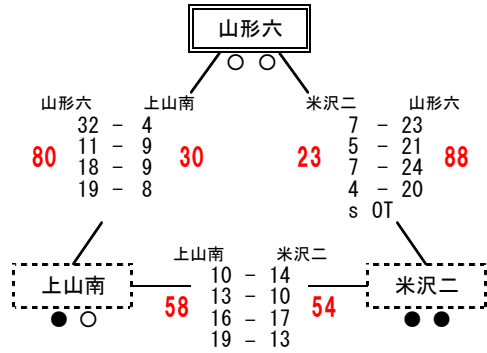 山形六
○ ○
山形六 上山南
32 - 4
11 - 9
18 - 9
19 - 8
80 30
米沢二 山形六
7 - 23
5 - 21
7 - 24
4 - 20
s OT
23 88
上山南
● ○
上山南 米沢二
10 - 14
13 - 10
16 - 17
19 - 13
58 54
米沢二
● ●